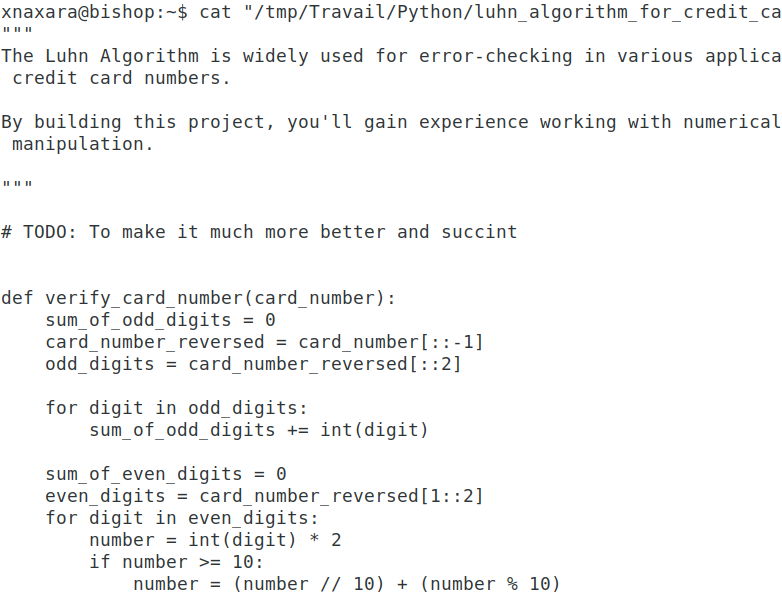 xnaxara@bishop:~$ cat "/tmp/Travail/Python/luhn_algorithm_for_credit_ca
"""
The Luhn Algorithm is widely used for error-checking in various applica
 credit card numbers.

By building this project, you'll gain experience working with numerical
 manipulation.

"""

# TODO: To make it much more better and succint


def verify_card_number(card_number):
    sum_of_odd_digits = 0
    card_number_reversed = card_number[::-1]
    odd_digits = card_number_reversed[::2]

    for digit in odd_digits:
        sum_of_odd_digits += int(digit)

    sum_of_even_digits = 0
    even_digits = card_number_reversed[1::2]
    for digit in even_digits:
        number = int(digit) * 2
        if number >= 10:
            number = (number // 10) + (number % 10)